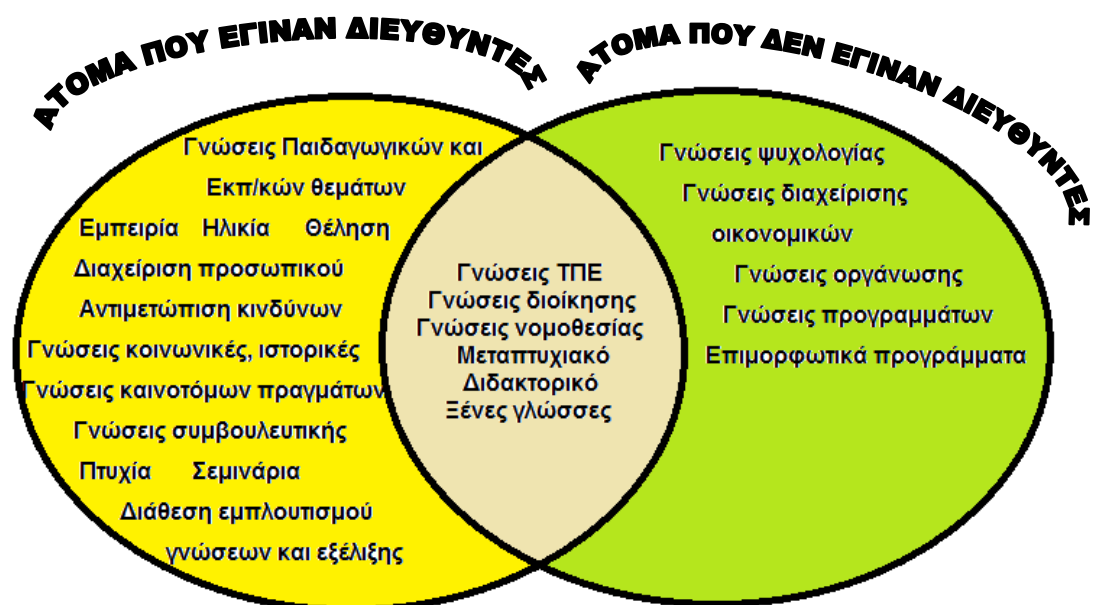 ΑΤΟΜΑ ΠΟΥ ΕΓΙΝΑΝ ΔΙΕΥΘΥΝΤΕΣ
ΑΤΟΜΑ ΠΟΥ ΔΕΝ ΕΓΙΝΑΝ ΔΙΕΥΘΥΝΤΕΣ
Γνώσεις Παιδαγωγικών και
Εκπ/κών θεμάτων
Εμπειρία Ηλικία Θέληση
Διαχείριση προσωπικού
Αντιμετώπιση κινδύνων
Γνώσεις κοινωνικές, ιστορικές
Γνώσεις καινοτόμων πραγμάτων
Γνώσεις συμβουλευτικής
Πτυχία Σεμινάρια
Διάθεση εμπλουτισμού
γνώσεων και εξέλιξης
Γνώσεις ΤΠΕ
Γνώσεις διοίκησης
Γνώσεις νομοθεσίας
Μεταπτυχιακό
Διδακτορικό
Ξένες γλώσσες
Γνώσεις ψυχολογίας
Γνώσεις διαχείρισης
οικονομικών
Γνώσεις οργάνωσης
Γνώσεις προγραμμάτων
Επιμορφωτικά προγράμματα